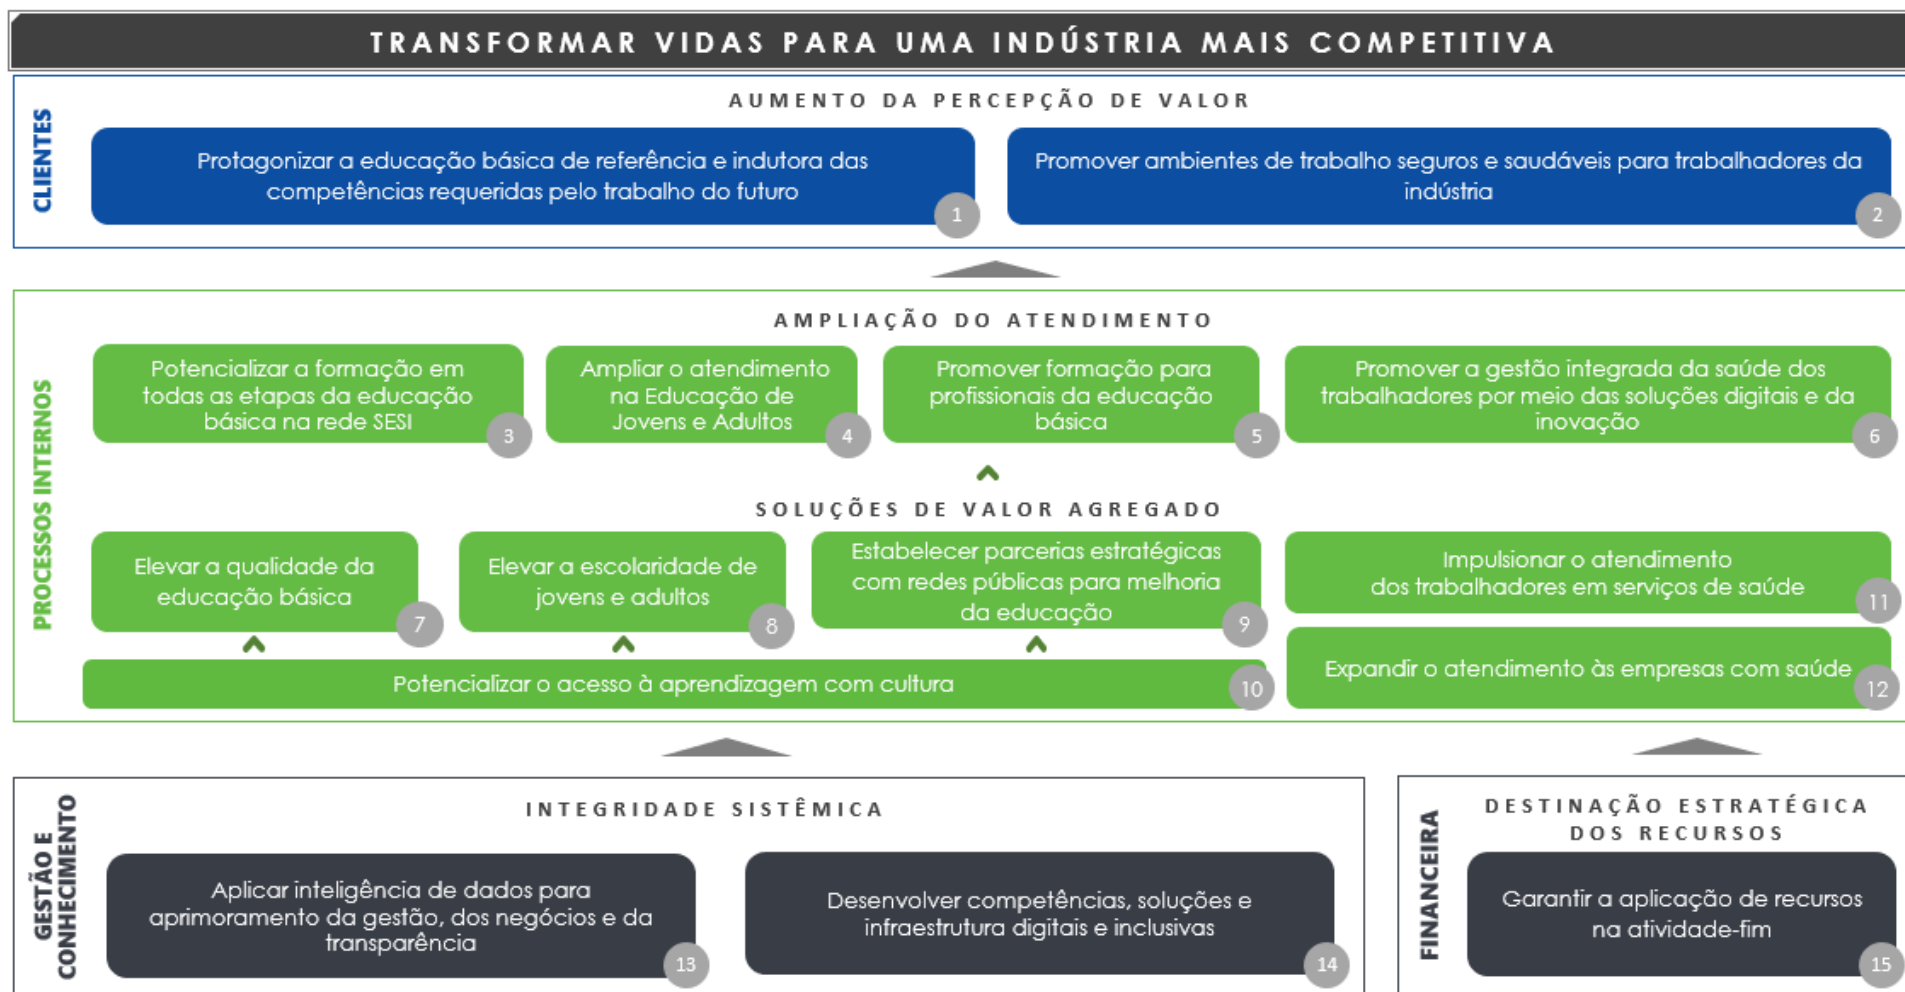 TRANSFORMAR VIDAS PARA UMA INDÚSTRIA MAIS COMPETITIVA
CLIENTES
AUMENTO DA PERCEPÇÃO DE VALOR
Protagonizar a educação básica de referência e indutora das
competências requeridas pelo trabalho do futuro
1
Promover ambientes de trabalho seguros e saudáveis para trabalhadores da
indústria
2
PROCESSOS INTERNOS
AMPLIAÇÃO DO ATENDIMENTO
Potencializar a formação em
todas as etapas da educação
básica na rede SESI
3
Ampliar o atendimento
na Educação de
Jovens e Adultos
4
Promover formação para
profissionais da educação
básica
5
Promover a gestão integrada da saúde dos
trabalhadores por meio das soluções digitais e da
inovação
6
SOLUÇÕES DE VALOR AGREGADO
Elevar a qualidade da
educação básica
7
Elevar a escolaridade de
jovens e adultos
8
Estabelecer parcerias estratégicas
com redes públicas para melhoria
da educação
9
Potencializar o acesso à aprendizagem com cultura
10
Impulsionar o atendimento
dos trabalhadores em serviços de saúde
11
Expandir o atendimento às empresas com saúde
12
GESTÃO E
CONHECIMENTO
INTEGRIDADE SISTÊMICA
Aplicar inteligência de dados para
aprimoramento da gestão, dos negócios e da
transparência
13
Desenvolver competências, soluções e
infraestrutura digitais e inclusivas
14
FINANCEIRA
DESTINAÇÃO ESTRATÉGICA
DOS RECURSOS
Garantir a aplicação de recursos
na atividade-fim
15